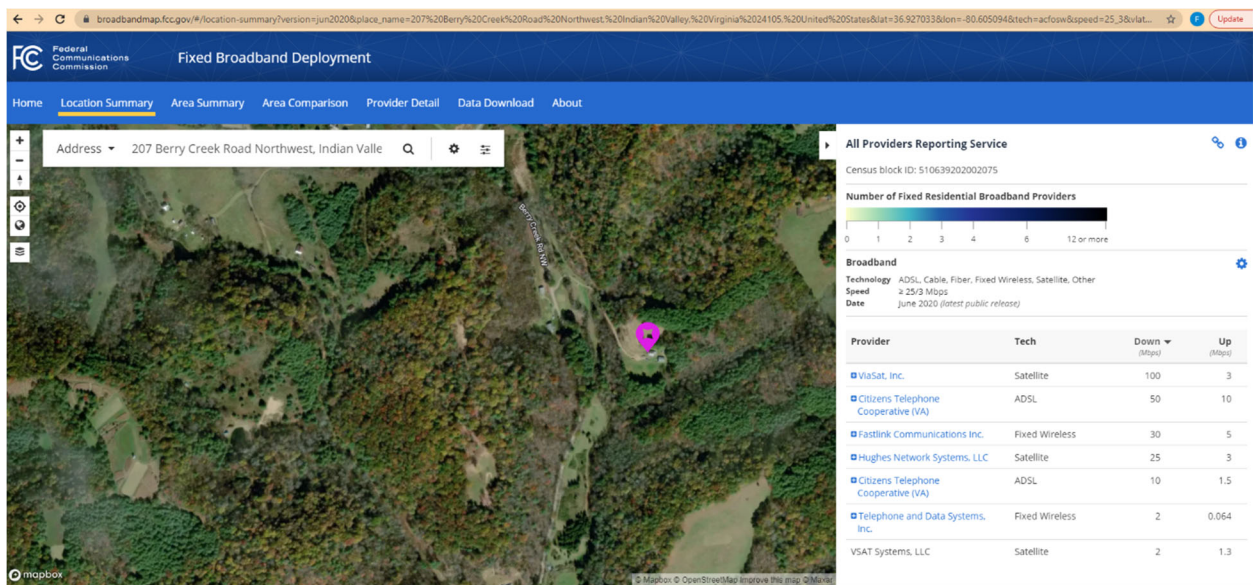 broadbandmap.fcc.gov/#/location-summary?version=jun2020&place_name=207%20Berry%20Creek%20Road%20Northwest,%20Indian%20Valley,%20Virginia%2024105,%20United%20States&lat=36.927033&lon=-80.605094&tech=acfosw&speed=25_3&vlat...
F
Update
FC
Federal
Communications
Commission
Fixed Broadband Deployment
Home Location Summary Area Summary Area Comparison Provider Detail Data Download About
Address
207 Berry Creek Road Northwest, Indian Valle
Berry Creek Rd NW
mapbox
© Mapbox © OpenStreetMap Improve this map © Maxar
All Providers Reporting Service
Census block ID: 510639202002075
Number of Fixed Residential Broadband Providers
0 1 2 3 4 6 12 or more
Broadband
Technology ADSL, Cable, Fiber, Fixed Wireless, Satellite, Other
Speed ≥ 25/3 Mbps
Date June 2020 (latest public release)
Provider Tech Down Up
(Mbps) (Mbps)
ViaSat, Inc. Satellite 100 3
Citizens Telephone ADSL 50 10
Cooperative (VA)
Fastlink Communications Inc. Fixed Wireless 30 5
Hughes Network Systems, LLC Satellite 25 3
Citizens Telephone ADSL 10 1.5
Cooperative (VA)
Telephone and Data Systems, Fixed Wireless 2 0.064
Inc.
VSAT Systems, LLC Satellite 2 1.3